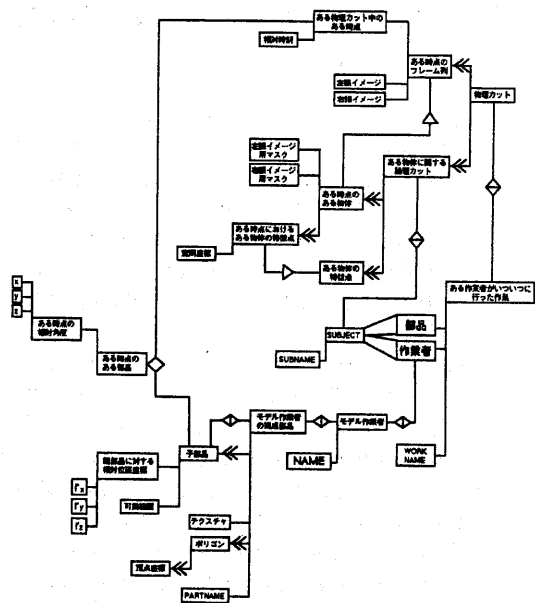 ある物理カット中の
ある時点
相対時刻
ある時点の
フレーム列
左眼イメージ
右眼イメージ
物理カット
左眼イメージ
用マスク
右眼イメージ
用マスク
ある物体に関する
論理カット
ある時点の
ある物体
ある時点における
ある物体の特徴点
空間座標
ある物体の
特徴点
ある作業者がいついつに
行った作業
x
y
z
ある時点の
相対角度
ある時点の
ある部品
SUBJECT
部品
作業者
SUBNAME
モデル作業者
の構成部品
モデル作業者
子部品
NAME
WORK
NAME
親部品に対する
相対位置座標
rx
ry
rz
可動範囲
テクスチャ
ポリゴン
頂点座標
PARTNAME